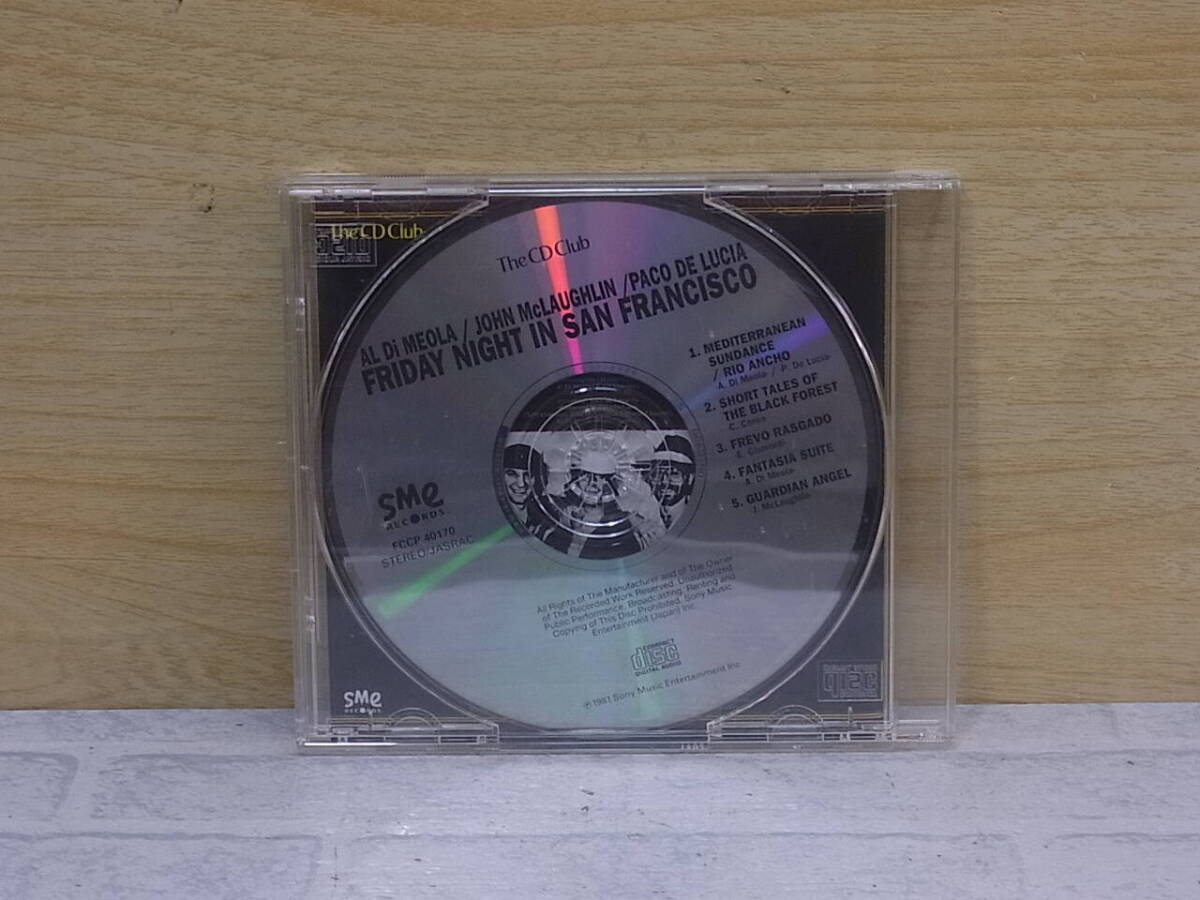 The CD Club
The CD Club
AL Di MEOLA / JOHN McLAUGHLIN / PACO DE LUCIA
FRIDAY NIGHT IN SAN FRANCISCO
1. MEDITERRANEAN
SUNDANCE
/ RIO ANCHO
A. Di Meola / P. De Lucia
2. SHORT TALES OF
THE BLACK FOREST
C. Corea
3. FREVO RASGADO
4. FANTASIA SUITE
A. Di Meola
5. GUARDIAN ANGEL
J. McLaughlin
SMe
RECORDS
FCCP 40170
STEREO/JASRAC
All Rights of The Manufacturer and of The Owner
of The Recorded Work Reserved. Unauthorized
Public Performance, Broadcasting, Renting and
Copying of This Disc Prohibited. Sony Music
Entertainment (Japan) Inc.
COMPACT
disc
DIGITAL AUDIO
℗1981 Sony Music Entertainment Inc.
SMe
RECORDS